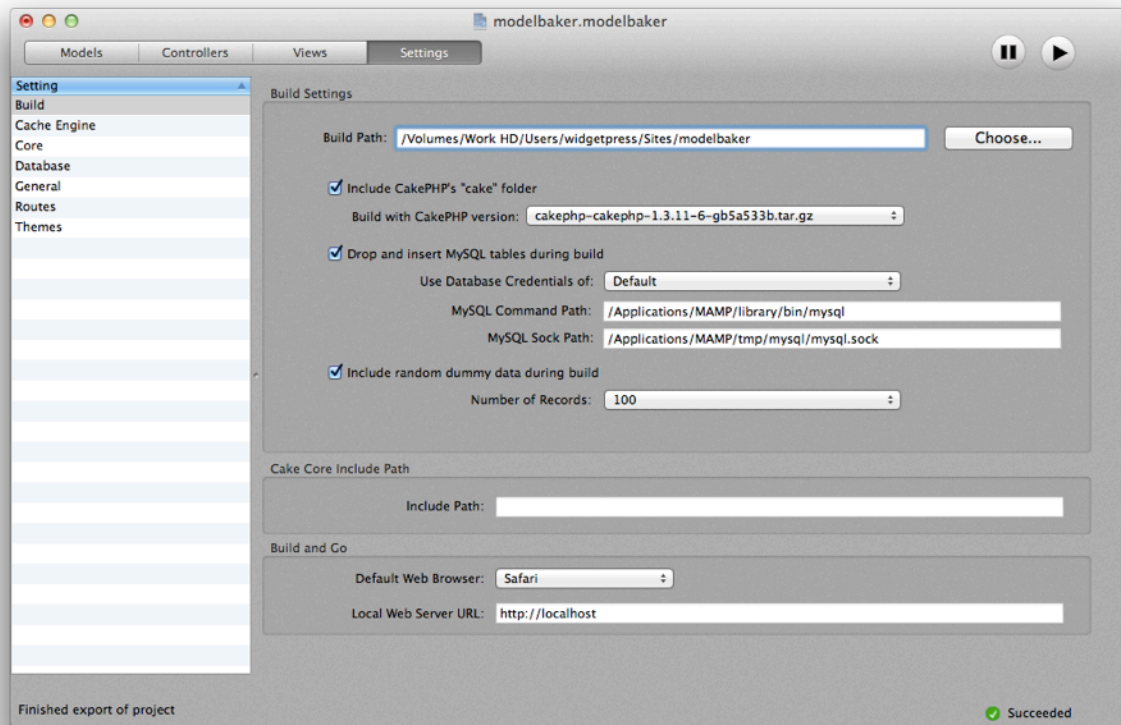 modelbaker.modelbaker
Models Controllers Views Settings
Setting
Build
Cache Engine
Core
Database
General
Routes
Themes
Build Settings
Build Path: /Volumes/Work HD/Users/widgetpress/Sites/modelbaker Choose...
Include CakePHP's "cake" folder
Build with CakePHP version: cakephp-cakephp-1.3.11-6-gb5a533b.tar.gz
Drop and insert MySQL tables during build
Use Database Credentials of: Default
MySQL Command Path: /Applications/MAMP/library/bin/mysql
MySQL Sock Path: /Applications/MAMP/tmp/mysql/mysql.sock
Include random dummy data during build
Number of Records: 100
Cake Core Include Path
Include Path:
Build and Go
Default Web Browser: Safari
Local Web Server URL: http://localhost
Finished export of project Succeeded